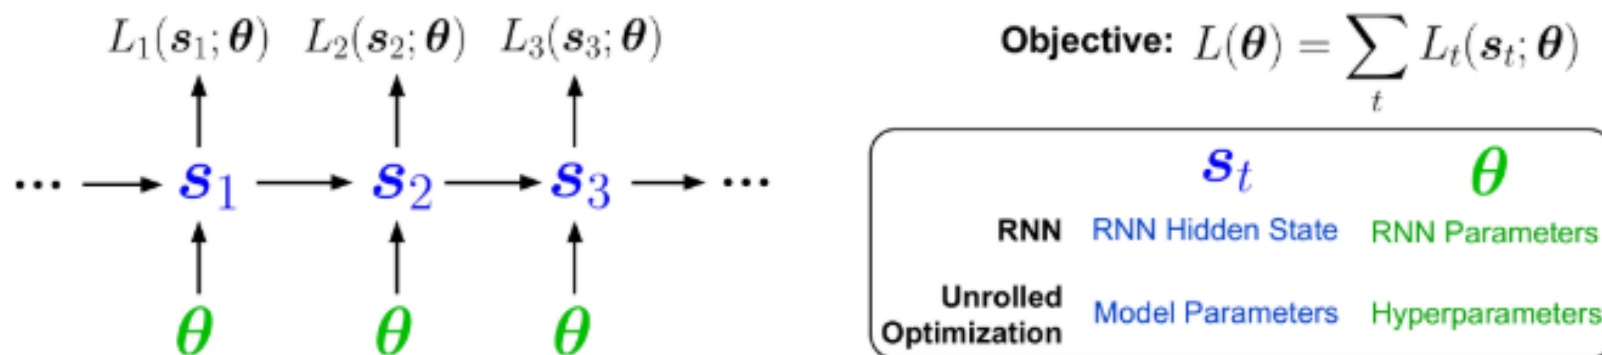 L₁(s₁; θ) L₂(s₂; θ) L₃(s₃; θ)
··· s₁ s₂ s₃ ···
θ θ θ
Objective: L(θ) = ∑ₜ Lₜ(sₜ; θ)
sₜ θ
RNN RNN Hidden State RNN Parameters
Unrolled
Optimization Model Parameters Hyperparameters